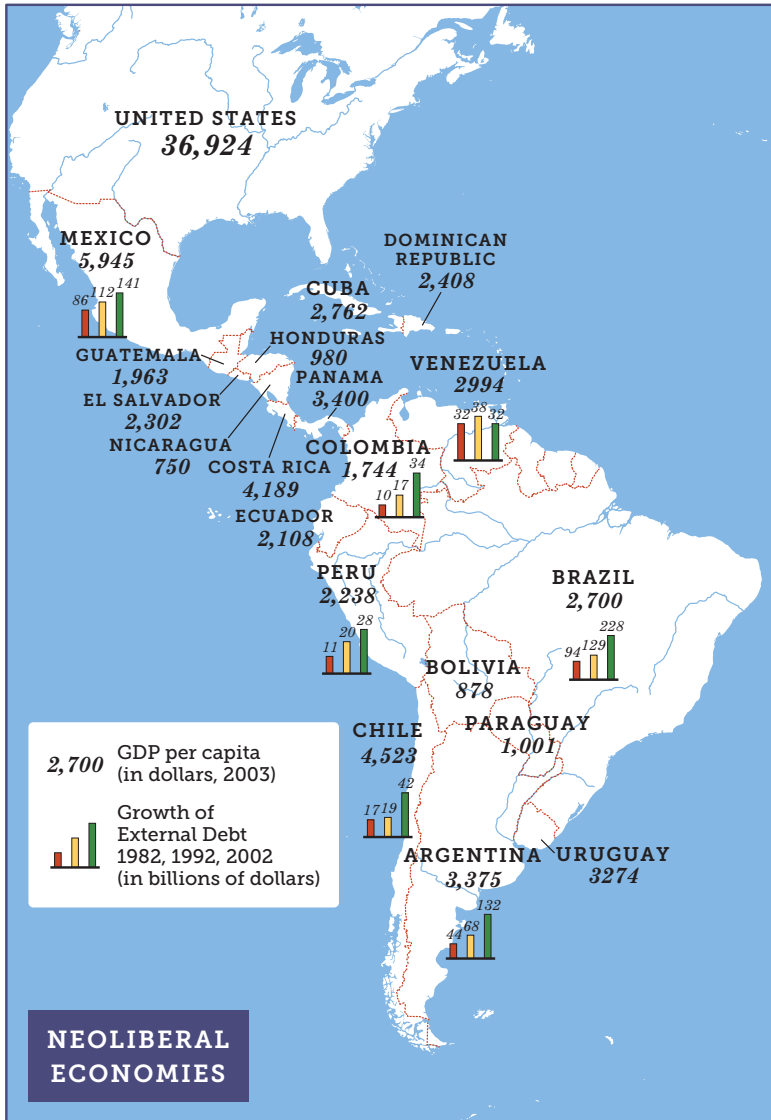 UNITED STATES
36,924
MEXICO
5,945
86 112 141
DOMINICAN
REPUBLIC
2,408
CUBA
2,762
HONDURAS
980
GUATEMALA
1,963
PANAMA
3,400
VENEZUELA
2994
32 38 32
EL SALVADOR
2,302
NICARAGUA
750
COSTA RICA
4,189
COLOMBIA
1,744
10 17 34
ECUADOR
2,108
PERU
2,238
11 20 28
BRAZIL
2,700
94 129 228
BOLIVIA
878
PARAGUAY
1,001
CHILE
4,523
17 19 42
ARGENTINA
3,375
44 68 132
URUGUAY
3274
2,700 GDP per capita
(in dollars, 2003)
Growth of
External Debt
1982, 1992, 2002
(in billions of dollars)
NEOLIBERAL
ECONOMIES